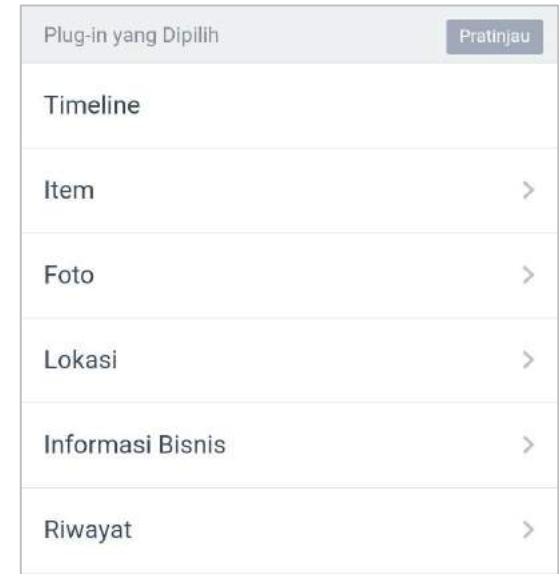 Plug-in yang Dipilih
Pratinjau
Timeline
Item
Foto
Lokasi
Informasi Bisnis
Riwayat